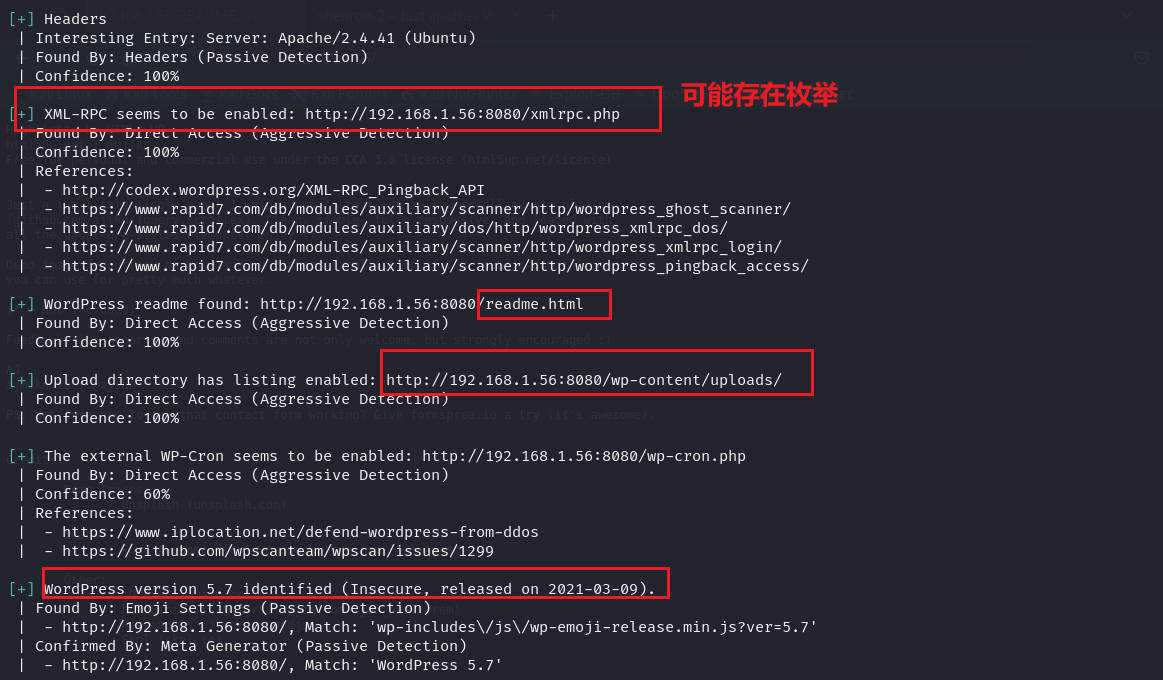 [+] Headers
| Interesting Entry: Server: Apache/2.4.41 (Ubuntu)
| Found By: Headers (Passive Detection)
| Confidence: 100%
可能存在枚举
[+] XML-RPC seems to be enabled: http://192.168.1.56:8080/xmlrpc.php
| Found By: Direct Access (Aggressive Detection)
| Confidence: 100%
| References:
|  - http://codex.wordpress.org/XML-RPC_Pingback_API
|  - https://www.rapid7.com/db/modules/auxiliary/scanner/http/wordpress_ghost_scanner/
|  - https://www.rapid7.com/db/modules/auxiliary/dos/http/wordpress_xmlrpc_dos/
|  - https://www.rapid7.com/db/modules/auxiliary/scanner/http/wordpress_xmlrpc_login/
|  - https://www.rapid7.com/db/modules/auxiliary/scanner/http/wordpress_pingback_access/
[+] WordPress readme found: http://192.168.1.56:8080/readme.html
| Found By: Direct Access (Aggressive Detection)
| Confidence: 100%
[+] Upload directory has listing enabled: http://192.168.1.56:8080/wp-content/uploads/
| Found By: Direct Access (Aggressive Detection)
| Confidence: 100%
[+] The external WP-Cron seems to be enabled: http://192.168.1.56:8080/wp-cron.php
| Found By: Direct Access (Aggressive Detection)
| Confidence: 60%
| References:
|  - https://www.iplocation.net/defend-wordpress-from-ddos
|  - https://github.com/wpscanteam/wpscan/issues/1299
[+] WordPress version 5.7 identified (Insecure, released on 2021-03-09).
| Found By: Emoji Settings (Passive Detection)
|  - http://192.168.1.56:8080/, Match: 'wp-includes\/js\/wp-emoji-release.min.js?ver=5.7'
| Confirmed By: Meta Generator (Passive Detection)
|  - http://192.168.1.56:8080/, Match: 'WordPress 5.7'